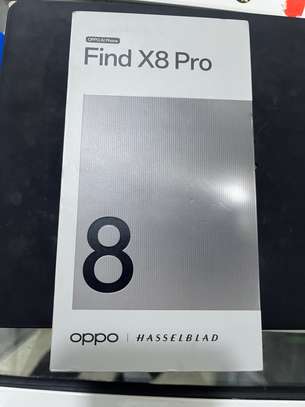 OPPO AI Phone
Find X8 Pro
8
oppo | HASSELBLAD